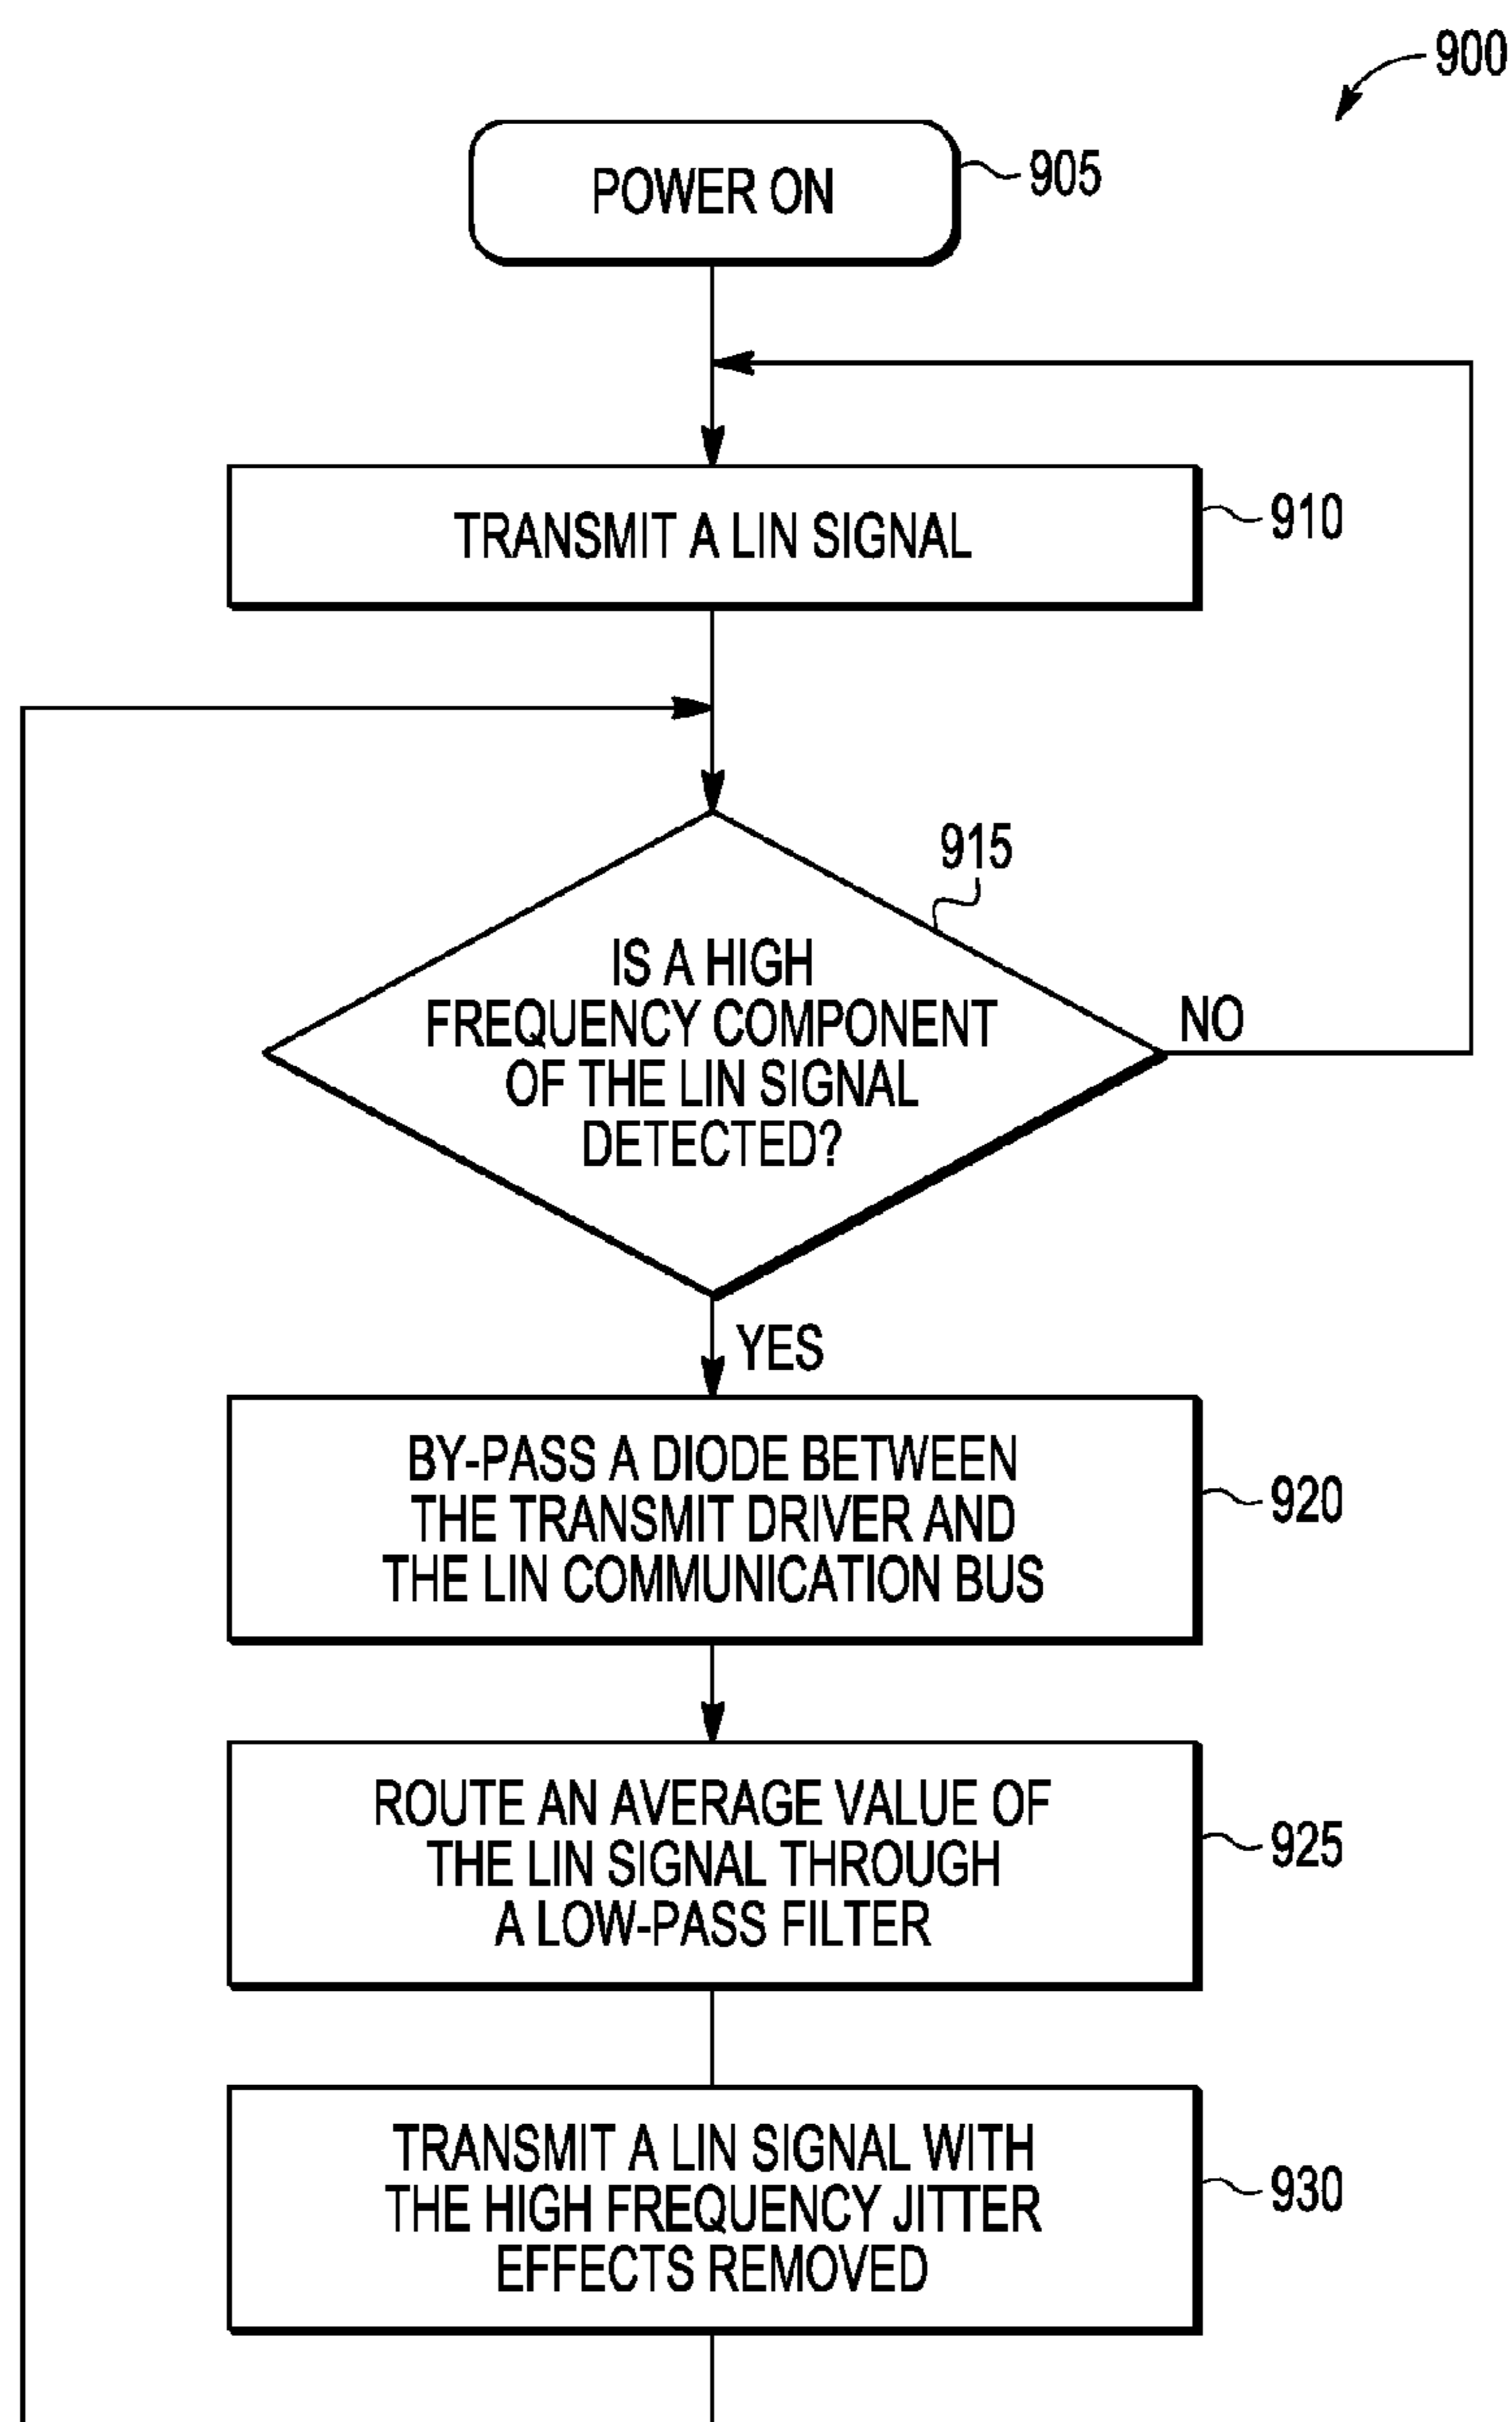 900
POWER ON
905
TRANSMIT A LIN SIGNAL
910
915
IS A HIGH
FREQUENCY COMPONENT
OF THE LIN SIGNAL
DETECTED?
NO
YES
BY-PASS A DIODE BETWEEN
THE TRANSMIT DRIVER AND
THE LIN COMMUNICATION BUS
920
ROUTE AN AVERAGE VALUE OF
THE LIN SIGNAL THROUGH
A LOW-PASS FILTER
925
TRANSMIT A LIN SIGNAL WITH
THE HIGH FREQUENCY JITTER
EFFECTS REMOVED
930